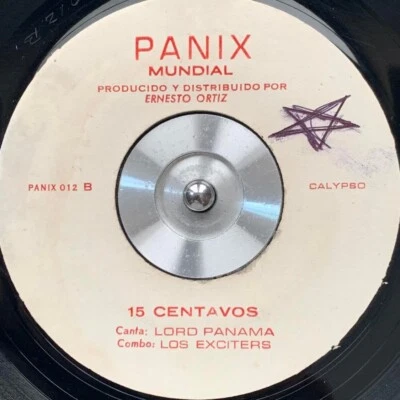 PANIX
MUNDIAL
PRODUCIDO Y DISTRIBUIDO POR
ERNESTO ORTIZ
PANIX 012 B
CALYPSO
15 CENTAVOS
Canta: LORD PANAMA
Combo: LOS EXCITERS